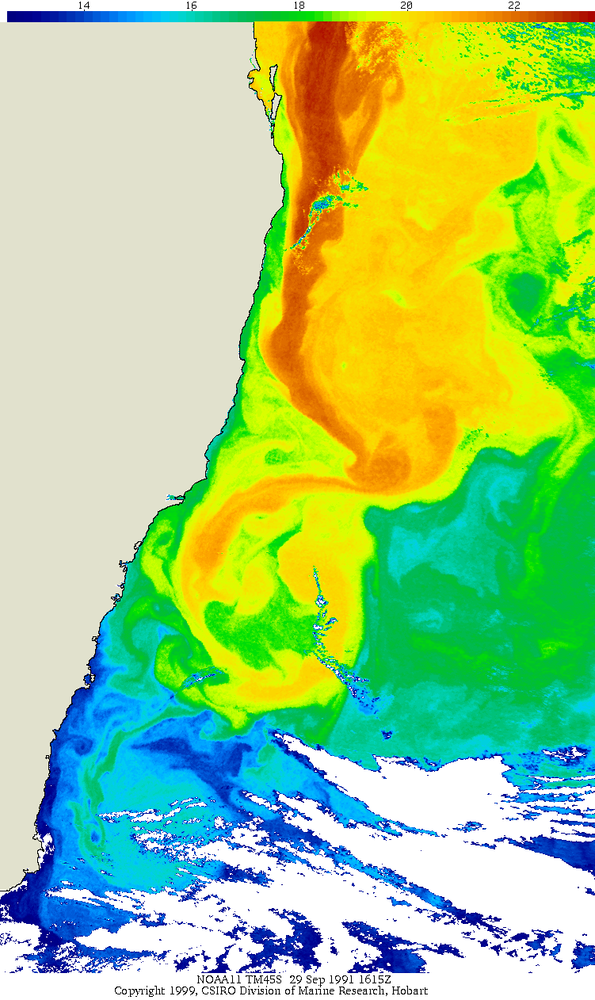 14 16 18 20 22
NOAA11 TM45S 29 Sep 1991 1615Z
Copyright 1999, CSIRO Division of Marine Research, Hobart